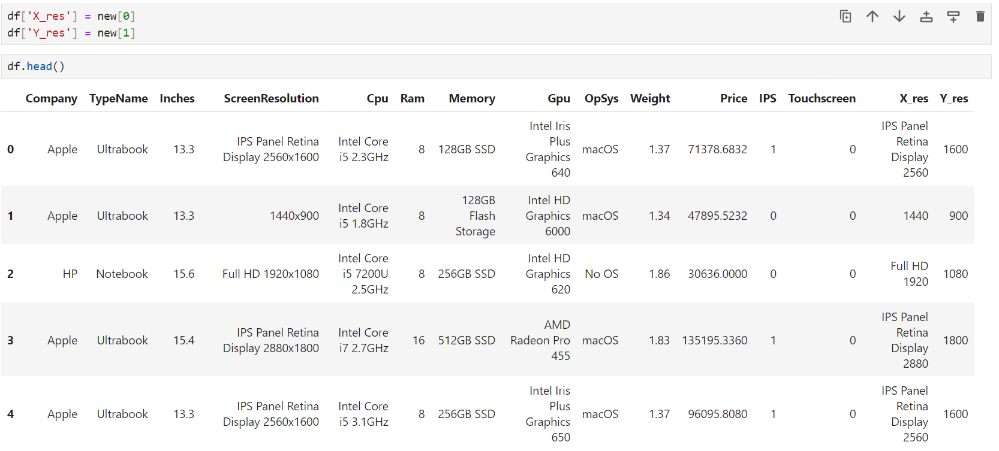 df['X_res'] = new[0]
df['Y_res'] = new[1]
df.head()
Company TypeName Inches ScreenResolution Cpu Ram Memory Gpu OpSys Weight Price IPS Touchscreen X_res Y_res
0 Apple Ultrabook 13.3 IPS Panel Retina Display 2560x1600 Intel Core i5 2.3GHz 8 128GB SSD Intel Iris Plus Graphics 640 macOS 1.37 71378.6832 1 0 IPS Panel Retina Display 2560 1600
1 Apple Ultrabook 13.3 1440x900 Intel Core i5 1.8GHz 8 128GB Flash Storage Intel HD Graphics 6000 macOS 1.34 47895.5232 0 0 1440 900
2 HP Notebook 15.6 Full HD 1920x1080 Intel Core i5 7200U 2.5GHz 8 256GB SSD Intel HD Graphics 620 No OS 1.86 30636.0000 0 0 Full HD 1920 1080
3 Apple Ultrabook 15.4 IPS Panel Retina Display 2880x1800 Intel Core i7 2.7GHz 16 512GB SSD AMD Radeon Pro 455 macOS 1.83 135195.3360 1 0 IPS Panel Retina Display 2880 1800
4 Apple Ultrabook 13.3 IPS Panel Retina Display 2560x1600 Intel Core i5 3.1GHz 8 256GB SSD Intel Iris Plus Graphics 650 macOS 1.37 96095.8080 1 0 IPS Panel Retina Display 2560 1600